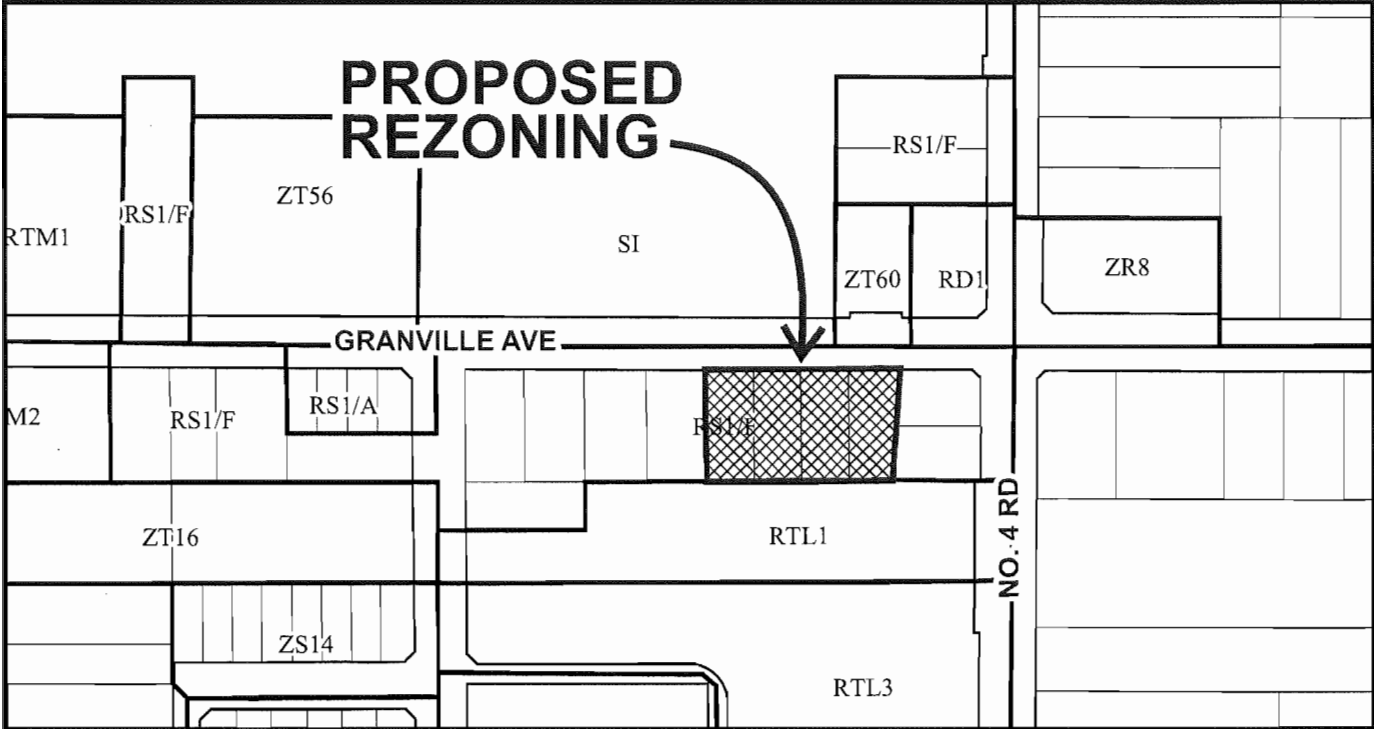 PROPOSED
REZONING
RS1/F
ZT56
RS1/F
RTM1
SI
ZT60
RD1
ZR8
GRANVILLE AVE
M2
RS1/F
RS1/A
NO. 4 RD
ZT16
RTL1
ZS14
RTL3